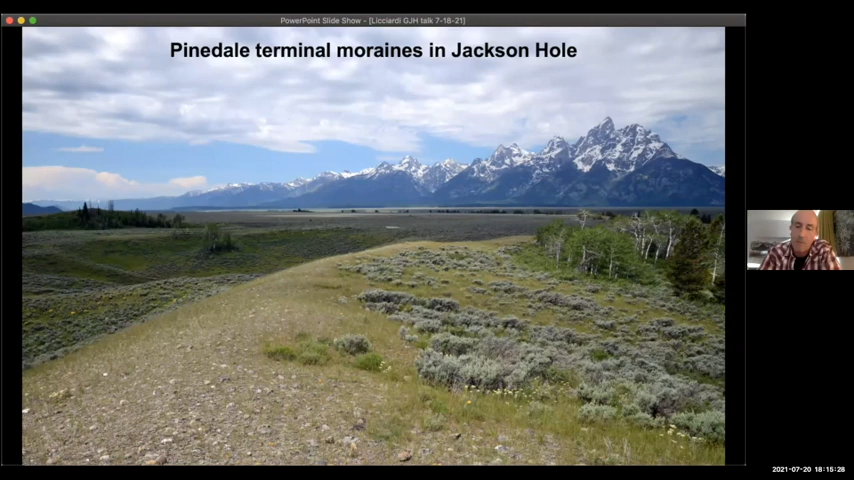 PowerPoint Slide Show - [Licciardi GJH talk 7-18-21]
Pinedale terminal moraines in Jackson Hole
2021-07-20 18:15:28